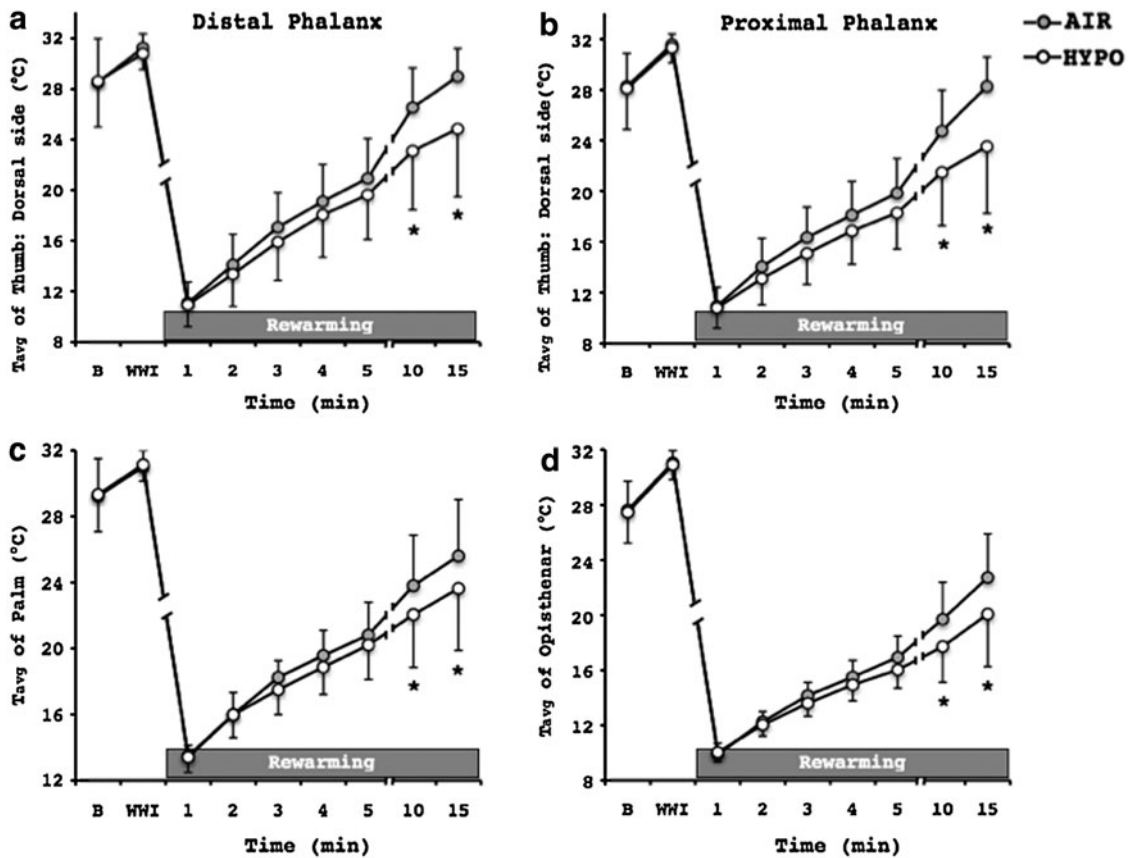 a
Distal Phalanx
Tavg of Thumb: Dorsal side (°C)
32
28
24
20
16
12
8
*
*
Rewarming
B WWI 1 2 3 4 5 10 15
Time (min)
b
Proximal Phalanx
Tavg of Thumb: Dorsal side(°C)
32
28
24
20
16
12
8
*
*
Rewarming
B WWI 1 2 3 4 5 10 15
Time (min)
AIR
HYPO
c
Tavg of Palm (°C)
32
28
24
20
16
12
*
*
Rewarming
B WWI 1 2 3 4 5 10 15
Time (min)
d
Tavg of Opisthenar (°C)
32
28
24
20
16
12
8
*
*
Rewarming
B WWI 1 2 3 4 5 10 15
Time (min)